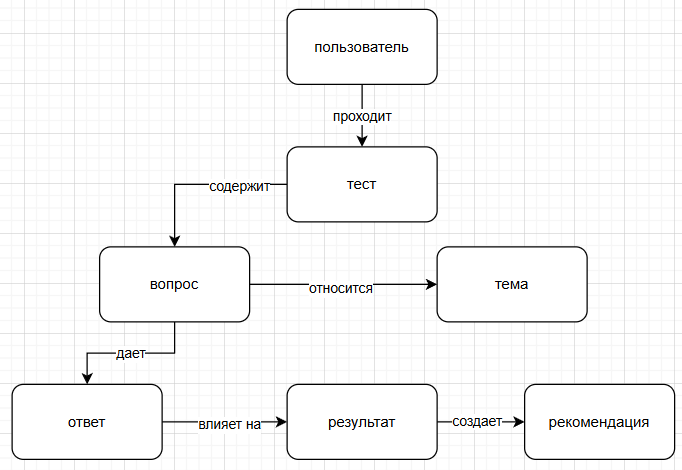 пользователь
проходит
тест
содержит
вопрос
относится
тема
дает
ответ
влияет на
результат
создает
рекомендация